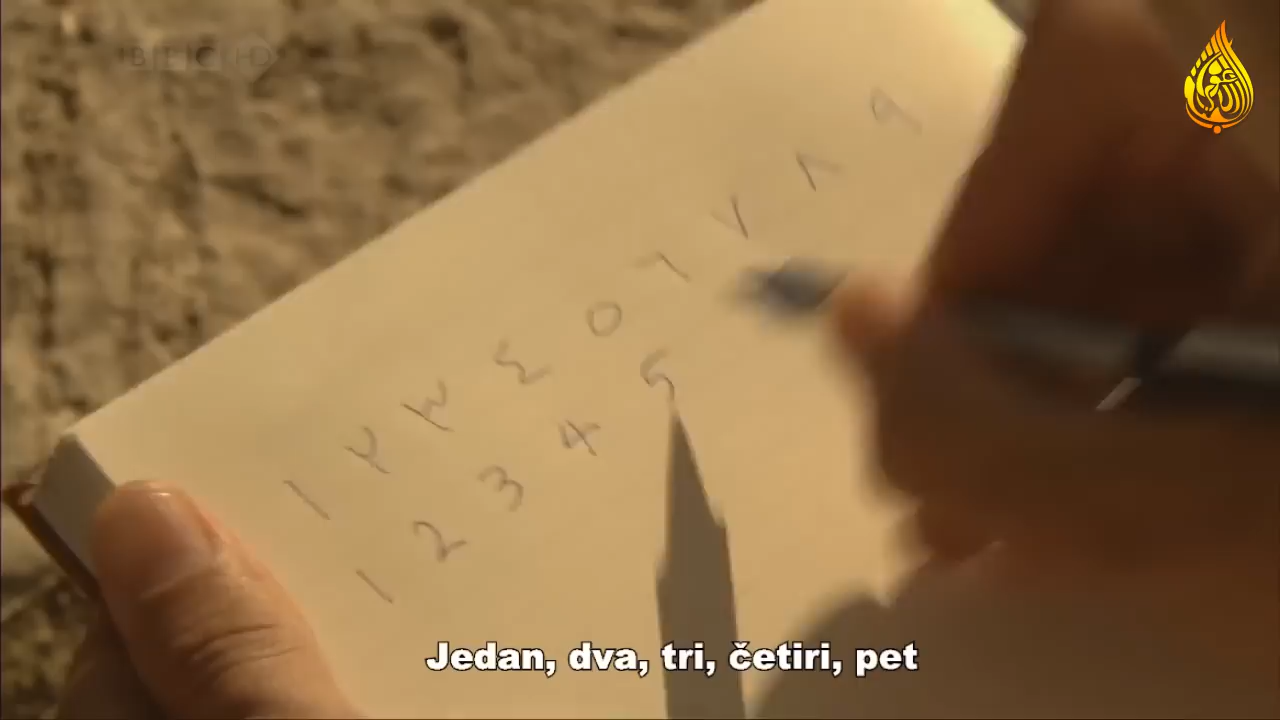 BBC HD
١ ٢ ٣ ٤ ٥ ٦ ٧ ٨ ٩
1 2 3 4 5
Jedan, dva, tri, četiri, pet